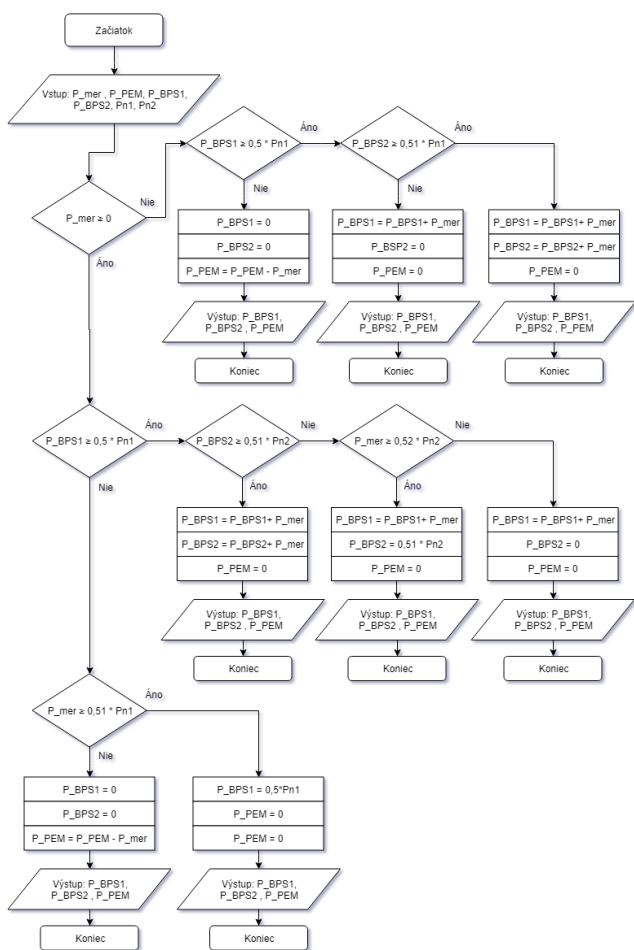 Začiatok
Vstup: P_mer , P_PEM, P_BPS1,
P_BPS2, Pn1, Pn2
P_mer ≥ 0
Nie
Áno
P_BPS1 ≥ 0,5 * Pn1
Áno
Nie
P_BPS2 ≥ 0,51 * Pn1
Áno
Nie
P_BPS1 = 0
P_BPS2 = 0
P_PEM = P_PEM - P_mer
Výstup: P_BPS1,
P_BPS2 , P_PEM
Koniec
P_BPS1 = P_BPS1+ P_mer
P_BSP2 = 0
P_PEM = 0
Výstup: P_BPS1,
P_BPS2 , P_PEM
Koniec
P_BPS1 = P_BPS1+ P_mer
P_BPS2 = P_BPS2+ P_mer
P_PEM = 0
Výstup: P_BPS1,
P_BPS2 , P_PEM
Koniec
P_BPS1 ≥ 0,5 * Pn1
Áno
Nie
P_BPS2 ≥ 0,51 * Pn2
Nie
Áno
P_mer ≥ 0,52 * Pn2
Nie
Áno
P_BPS1 = P_BPS1+ P_mer
P_BPS2 = P_BPS2+ P_mer
P_PEM = 0
Výstup: P_BPS1,
P_BPS2 , P_PEM
Koniec
P_BPS1 = P_BPS1+ P_mer
P_BPS2 = 0,51 * Pn2
P_PEM = 0
Výstup: P_BPS1,
P_BPS2 , P_PEM
Koniec
P_BPS1 = P_BPS1+ P_mer
P_BPS2 = 0
P_PEM = 0
Výstup: P_BPS1,
P_BPS2 , P_PEM
Koniec
P_mer ≥ 0,51 * Pn1
Áno
Nie
P_BPS1 = 0
P_BPS2 = 0
P_PEM = P_PEM - P_mer
Výstup: P_BPS1,
P_BPS2 , P_PEM
Koniec
P_BPS1 = 0,5*Pn1
P_PEM = 0
P_PEM = 0
Výstup: P_BPS1,
P_BPS2 , P_PEM
Koniec